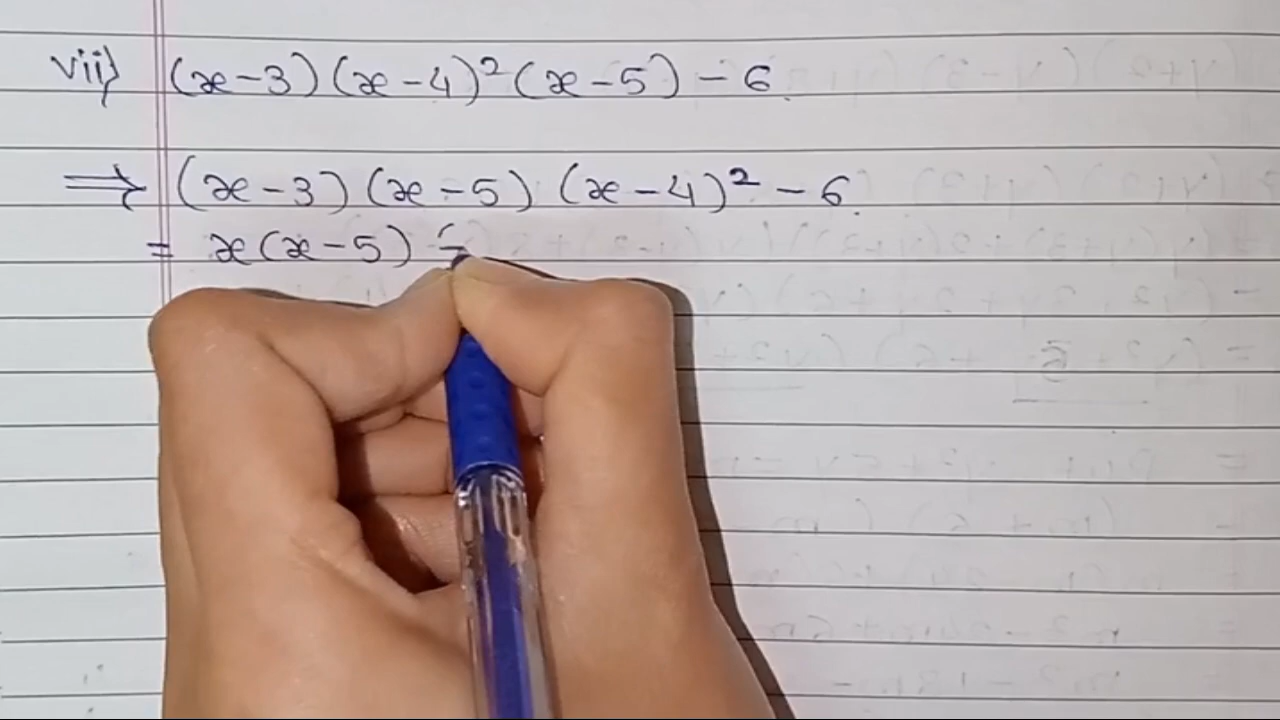 vii) (x-3)(x-4)²(x-5) - 6
⇒ (x-3)(x-5)(x-4)² - 6
= x(x-5)